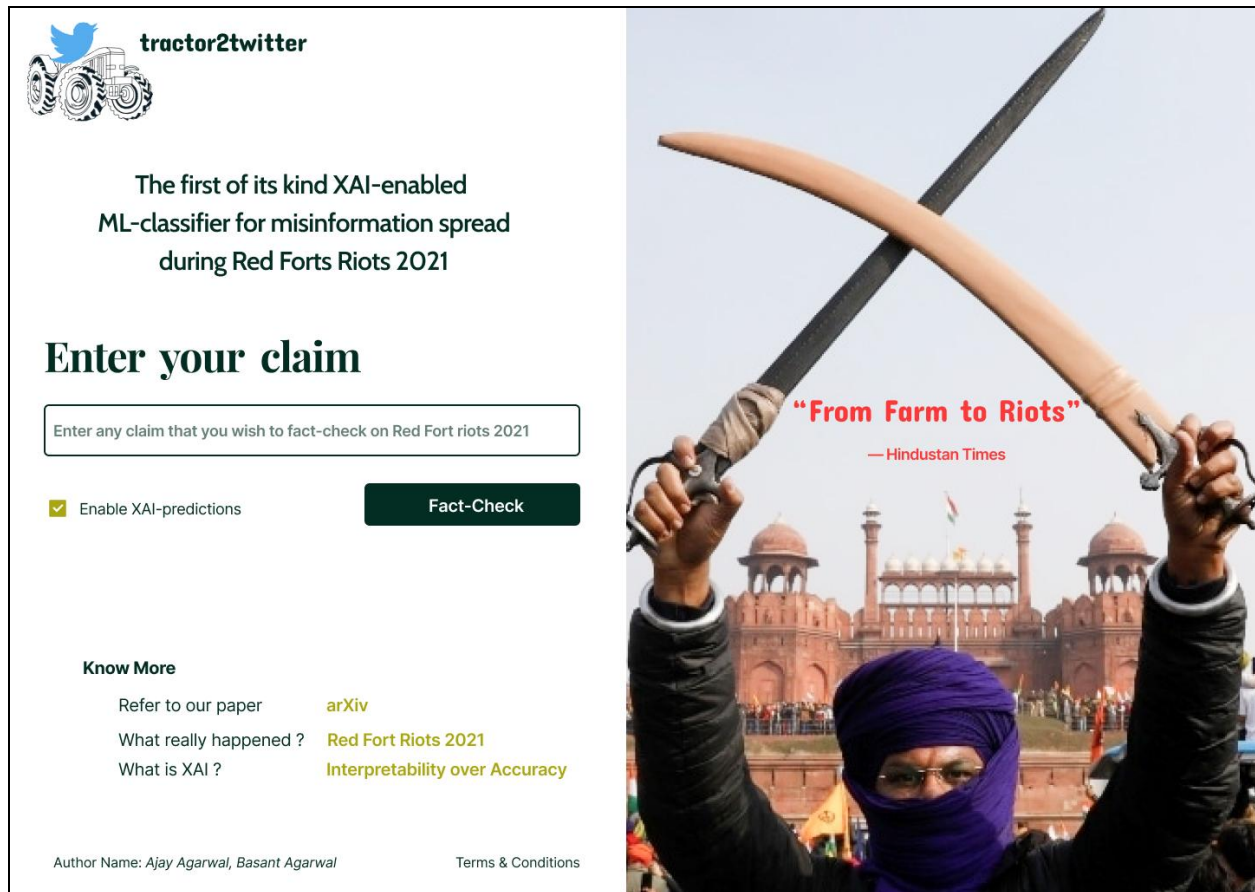 tractor2twitter
The first of its kind XAI-enabled
ML-classifier for misinformation spread
during Red Forts Riots 2021
Enter your claim
Enter any claim that you wish to fact-check on Red Fort riots 2021
Enable XAI-predictions
Fact-Check
Know More
Refer to our paper arXiv
What really happened ? Red Fort Riots 2021
What is XAI ? Interpretability over Accuracy
Author Name: Ajay Agarwal, Basant Agarwal
Terms & Conditions
“From Farm to Riots”
— Hindustan Times